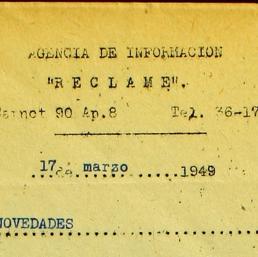 AGENCIA DE INFORMACION
"RECLAME".
Carnot 90 Ap.8 Tel. 36-17
17 de marzo 1949
NOVEDADES